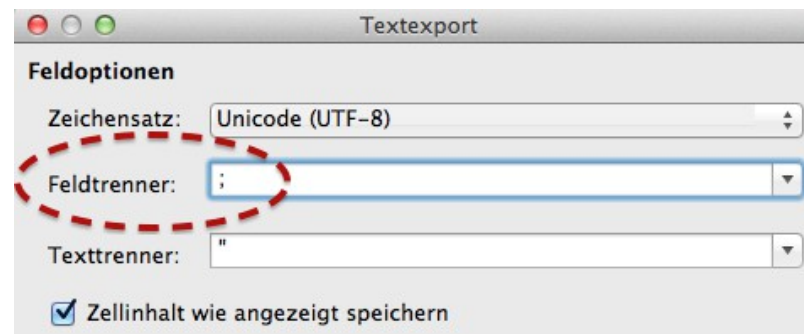 Textexport
Feldoptionen
Zeichensatz: Unicode (UTF-8)
Feldtrenner: ;
Texttrenner: "
Zellinhalt wie angezeigt speichern